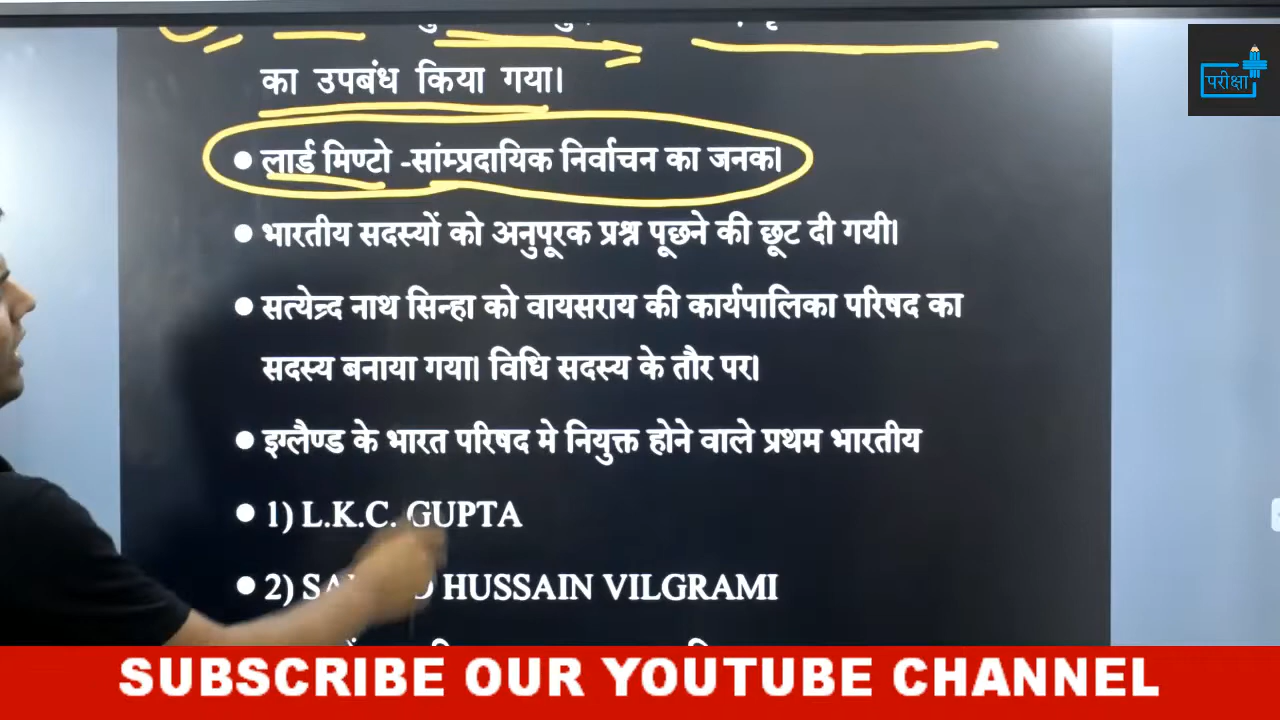 का उपबंध किया गया।
परीक्षा
● लार्ड मिण्टो -सांम्प्रदायिक निर्वाचन का जनक।
● भारतीय सदस्यों को अनुपूरक प्रश्न पूछने की छूट दी गयी।
● सत्येन्र्द नाथ सिन्हा को वायसराय की कार्यपालिका परिषद का
सदस्य बनाया गया। विधि सदस्य के तौर पर।
● इग्लैण्ड के भारत परिषद मे नियुक्त होने वाले प्रथम भारतीय
● 1) L.K.C. GUPTA
● 2) HUSSAIN VILGRAMI
SUBSCRIBE OUR YOUTUBE CHANNEL